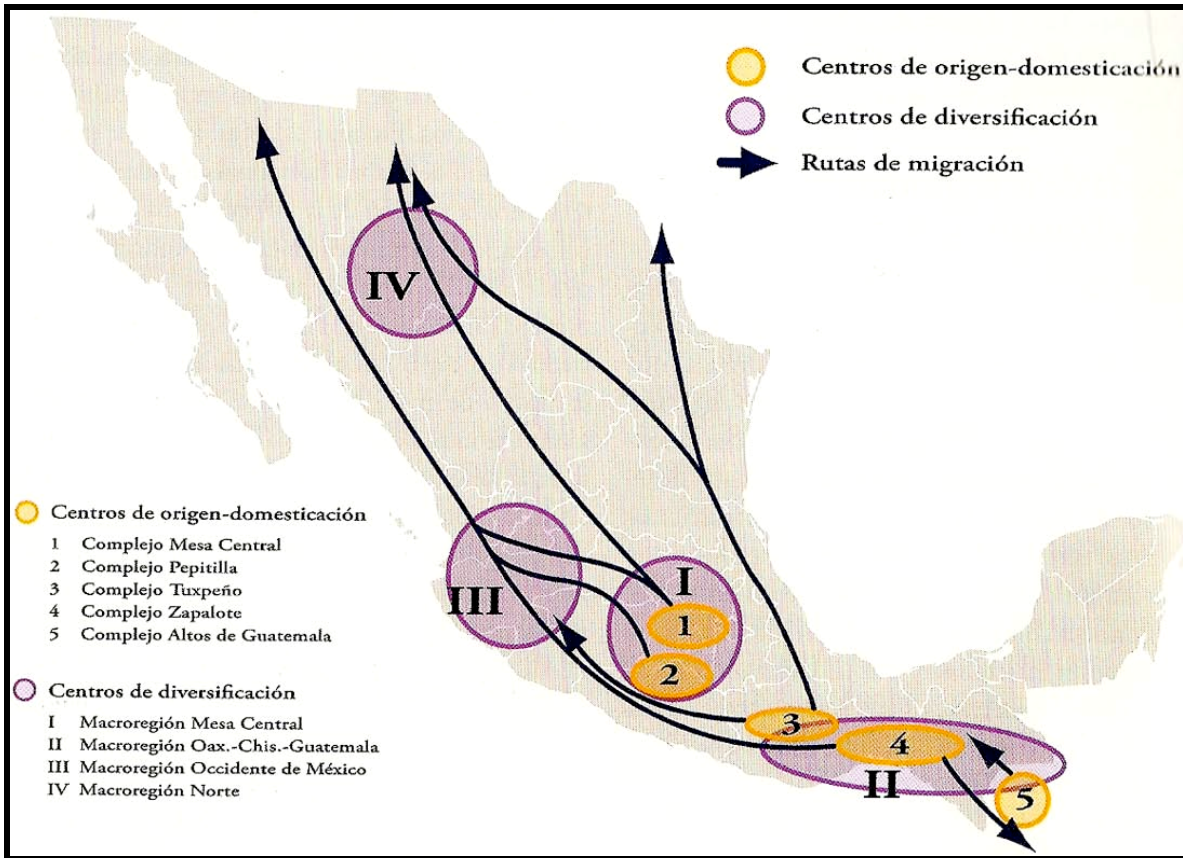 Centros de origen-domesticación
Centros de diversificación
Rutas de migración
IV
I
III
1
2
3
4
II
5
Centros de origen-domesticación
1 Complejo Mesa Central
2 Complejo Pepitilla
3 Complejo Tuxpeño
4 Complejo Zapalote
5 Complejo Altos de Guatemala
Centros de diversificación
I Macroregión Mesa Central
II Macroregión Oax.-Chis.-Guatemala
III Macroregión Occidente de México
IV Macroregión Norte